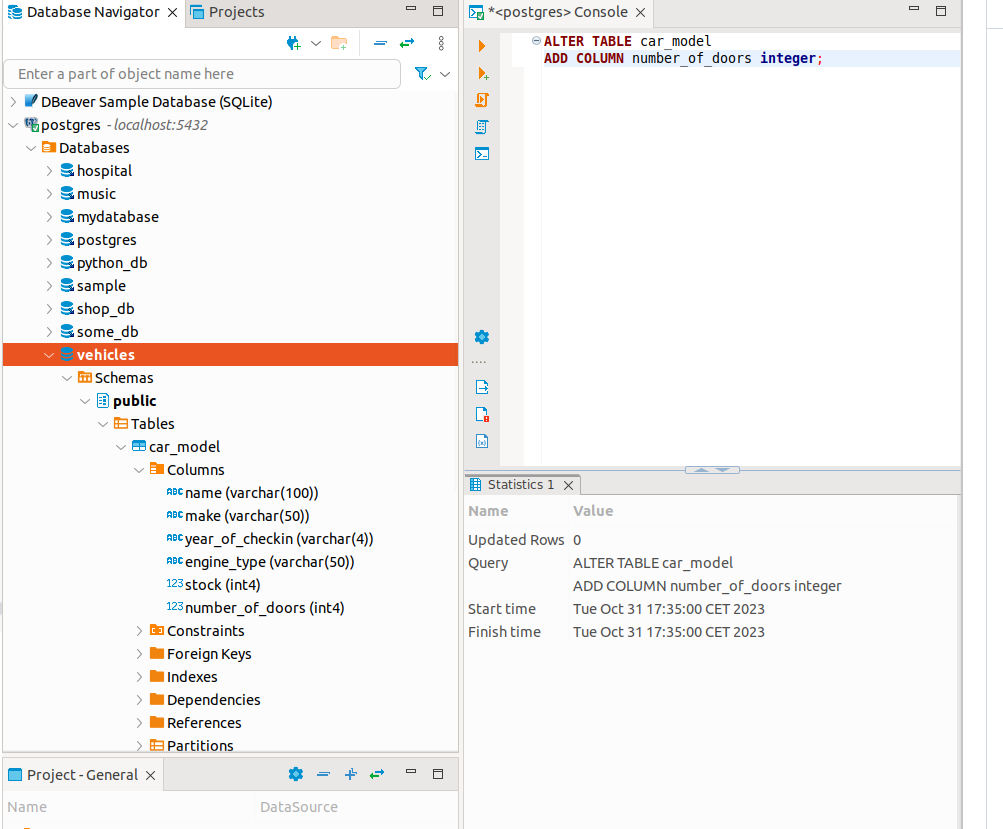 Database Navigator
Projects
Enter a part of object name here
DBeaver Sample Database (SQLite)
postgres - localhost:5432
Databases
hospital
music
mydatabase
postgres
python_db
sample
shop_db
some_db
vehicles
Schemas
public
Tables
car_model
Columns
ABC name (varchar(100))
ABC make (varchar(50))
ABC year_of_checkin (varchar(4))
ABC engine_type (varchar(50))
123 stock (int4)
123 number_of_doors (int4)
Constraints
Foreign Keys
Indexes
Dependencies
References
Partitions
Project - General
Name DataSource
*<postgres> Console
ALTER TABLE car_model
ADD COLUMN number_of_doors integer;
Statistics 1
Name Value
Updated Rows 0
Query ALTER TABLE car_model
ADD COLUMN number_of_doors integer
Start time Tue Oct 31 17:35:00 CET 2023
Finish time Tue Oct 31 17:35:00 CET 2023